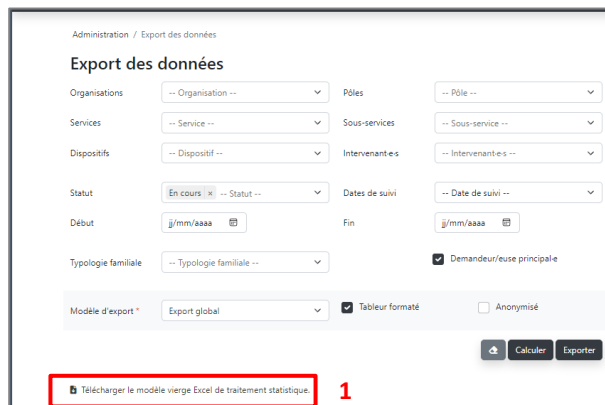 Administration / Export des données
Export des données
Organisations -- Organisation -- Pôles -- Pôle --
Services -- Service -- Sous-services -- Sous-service --
Dispositifs -- Dispositif -- Intervenant·e·s -- Intervenant·e·s --
Statut En cours × -- Statut -- Dates de suivi -- Date de suivi --
Début jj/mm/aaaa Fin jj/mm/aaaa
Typologie familiale -- Typologie familiale -- Demandeur/euse principal·e
Modèle d'export * Export global Tableur formaté Anonymisé
Calculer Exporter
Télécharger le modèle vierge Excel de traitement statistique. 1